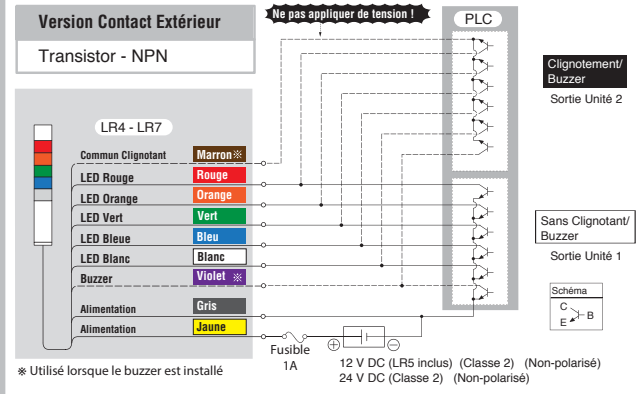 Version Contact Extérieur
Transistor - NPN
Ne pas appliquer de tension !
PLC
Clignotement/
Buzzer
Sortie Unité 2
LR4 - LR7
Commun Clignotant
Marron※
LED Rouge
Rouge
LED Orange
Orange
LED Vert
Vert
LED Bleue
Bleu
LED Blanc
Blanc
Buzzer
Violet ※
Alimentation
Gris
Alimentation
Jaune
Sans Clignotant/
Buzzer
Sortie Unité 1
Schéma
C
B
E
Fusible
1A
12 V DC (LR5 inclus) (Classe 2) (Non-polarisé)
24 V DC (Classe 2) (Non-polarisé)
※ Utilisé lorsque le buzzer est installé